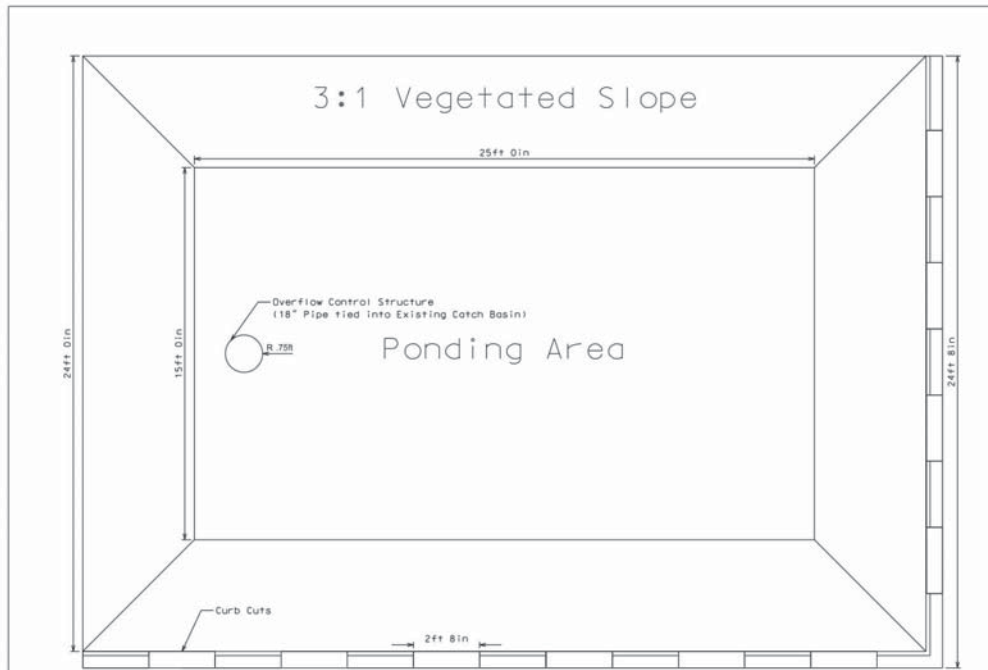 3:1 Vegetated Slope
25ft 0in
24ft 0in
15ft 0in
Overflow Control Structure
(18" Pipe tied into Existing Catch Basin)
R .75ft
Ponding Area
24ft 8in
Curb Cuts
2ft 8in